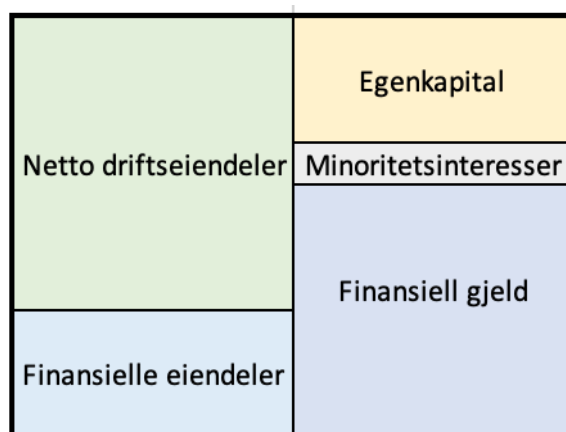 Egenkapital
Netto driftseiendeler
Minoritetsinteresser
Finansiell gjeld
Finansielle eiendeler